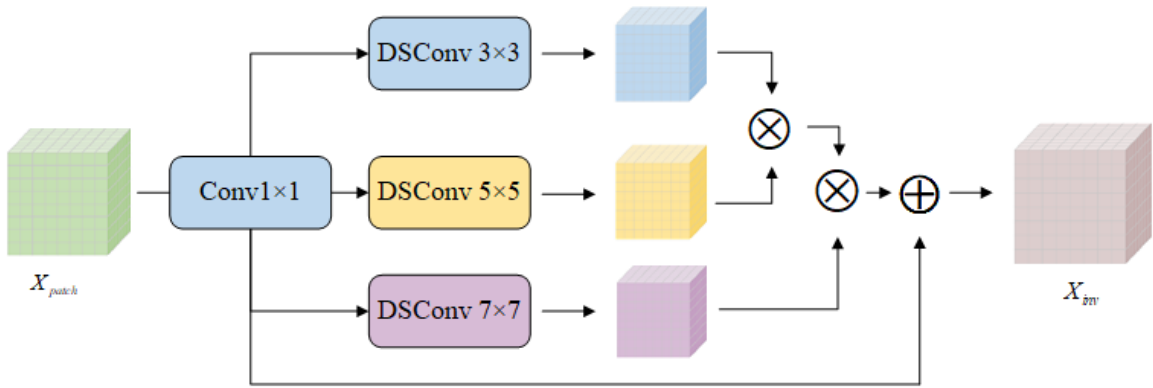 DSConv 3×3
Conv1×1
DSConv 5×5
X_patch
DSConv 7×7
X_inv